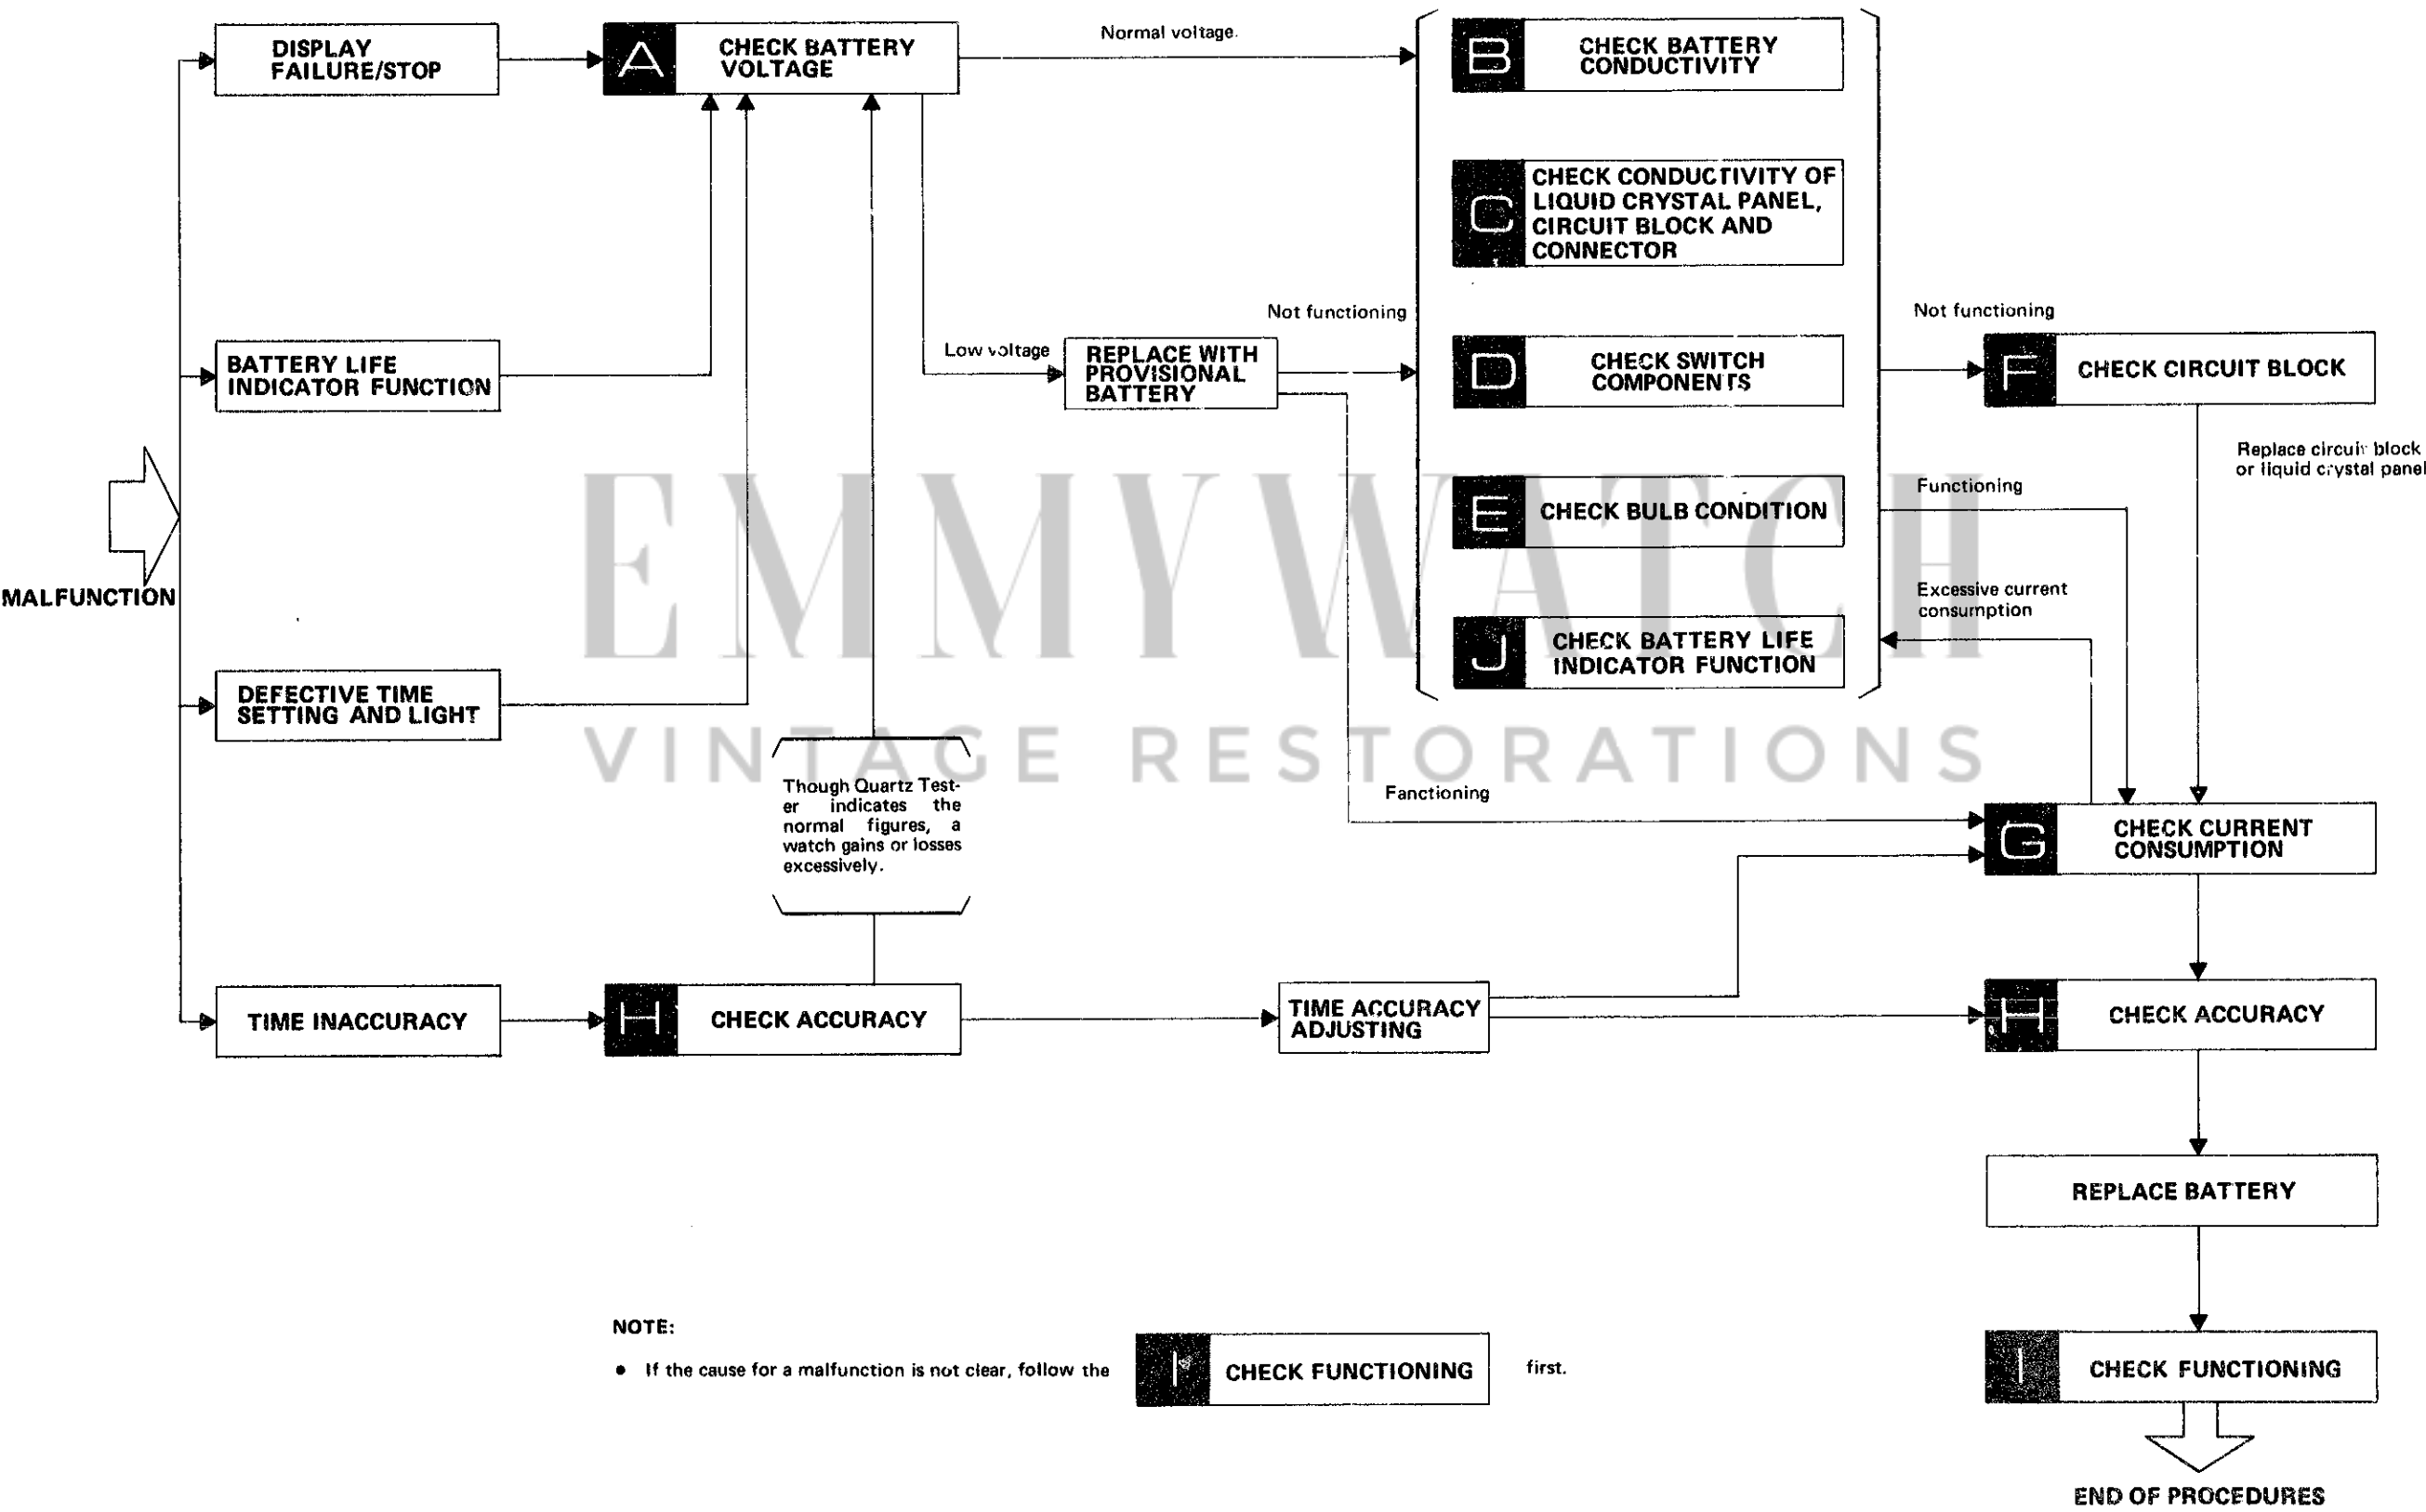 DISPLAY
FAILURE/STOP
A
CHECK BATTERY
VOLTAGE
Normal voltage.
B
CHECK BATTERY
CONDUCTIVITY
C
CHECK CONDUCTIVITY OF
LIQUID CRYSTAL PANEL,
CIRCUIT BLOCK AND
CONNECTOR
BATTERY LIFE
INDICATOR FUNCTION
Low voltage
REPLACE WITH
PROVISIONAL
BATTERY
Not functioning
D
CHECK SWITCH
COMPONENTS
Not functioning
F
CHECK CIRCUIT BLOCK
Replace circuit block
or liquid crystal panel
E
CHECK BULB CONDITION
Functioning
MALFUNCTION
Excessive current
consumption
J
CHECK BATTERY LIFE
INDICATOR FUNCTION
EMMYWATCH
VINTAGE RESTORATIONS
DEFECTIVE TIME
SETTING AND LIGHT
Though Quartz Test-
er indicates the
normal figures, a
watch gains or losses
excessively.
Fanctioning
G
CHECK CURRENT
CONSUMPTION
TIME INACCURACY
H
CHECK ACCURACY
TIME ACCURACY
ADJUSTING
H
CHECK ACCURACY
REPLACE BATTERY
NOTE:
• If the cause for a malfunction is not clear, follow the
I
CHECK FUNCTIONING
first.
I
CHECK FUNCTIONING
END OF PROCEDURES